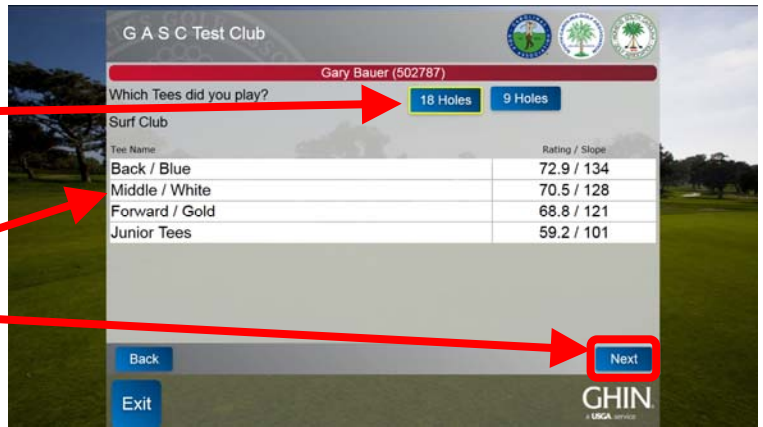 G A S C Test Club
Gary Bauer (502787)
Which Tees did you play?
18 Holes
9 Holes
Surf Club
Tee Name Rating / Slope
Back / Blue 72.9 / 134
Middle / White 70.5 / 128
Forward / Gold 68.8 / 121
Junior Tees 59.2 / 101
Back
Next
Exit
GHIN
a USGA service